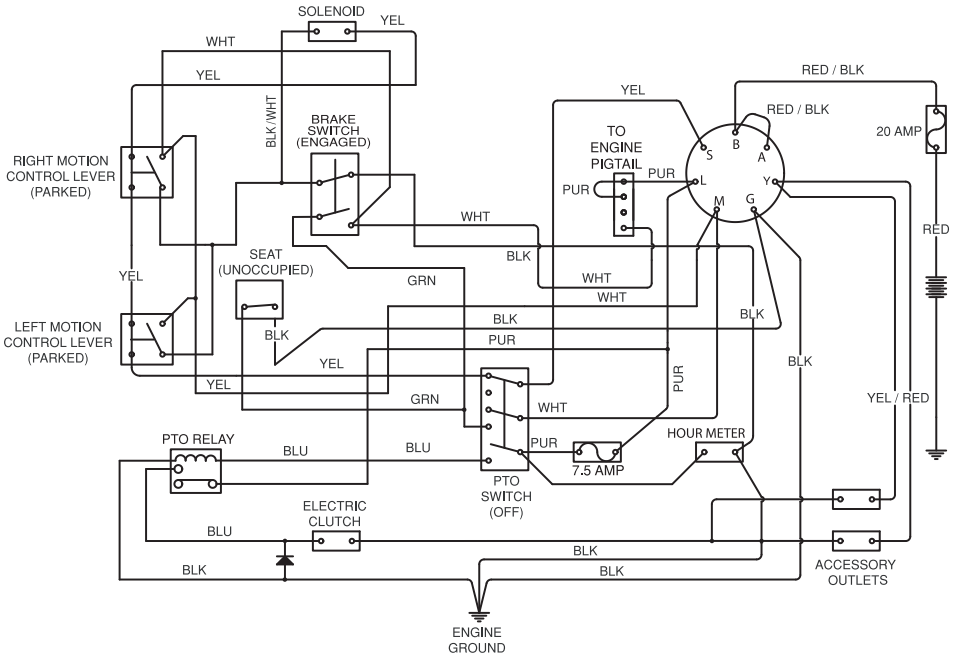 SOLENOID
YEL
WHT
YEL
BLK / WHT
BRAKE
SWITCH
(ENGAGED)
RIGHT MOTION
CONTROL LEVER
(PARKED)
YEL
TO
ENGINE
PIGTAIL
PUR
PUR
RED / BLK
RED / BLK
20 AMP
B
A
S
L
Y
M
G
RED
WHT
BLK
SEAT
(UNOCCUPIED)
GRN
YEL
WHT
WHT
BLK
BLK
BLK
LEFT MOTION
CONTROL LEVER
(PARKED)
PUR
BLK
YEL
YEL
PUR
GRN
WHT
YEL / RED
PTO RELAY
BLU
BLU
PUR
HOUR METER
7.5 AMP
PTO
SWITCH
(OFF)
ELECTRIC
CLUTCH
BLU
BLK
BLK
BLK
ACCESSORY
OUTLETS
ENGINE
GROUND